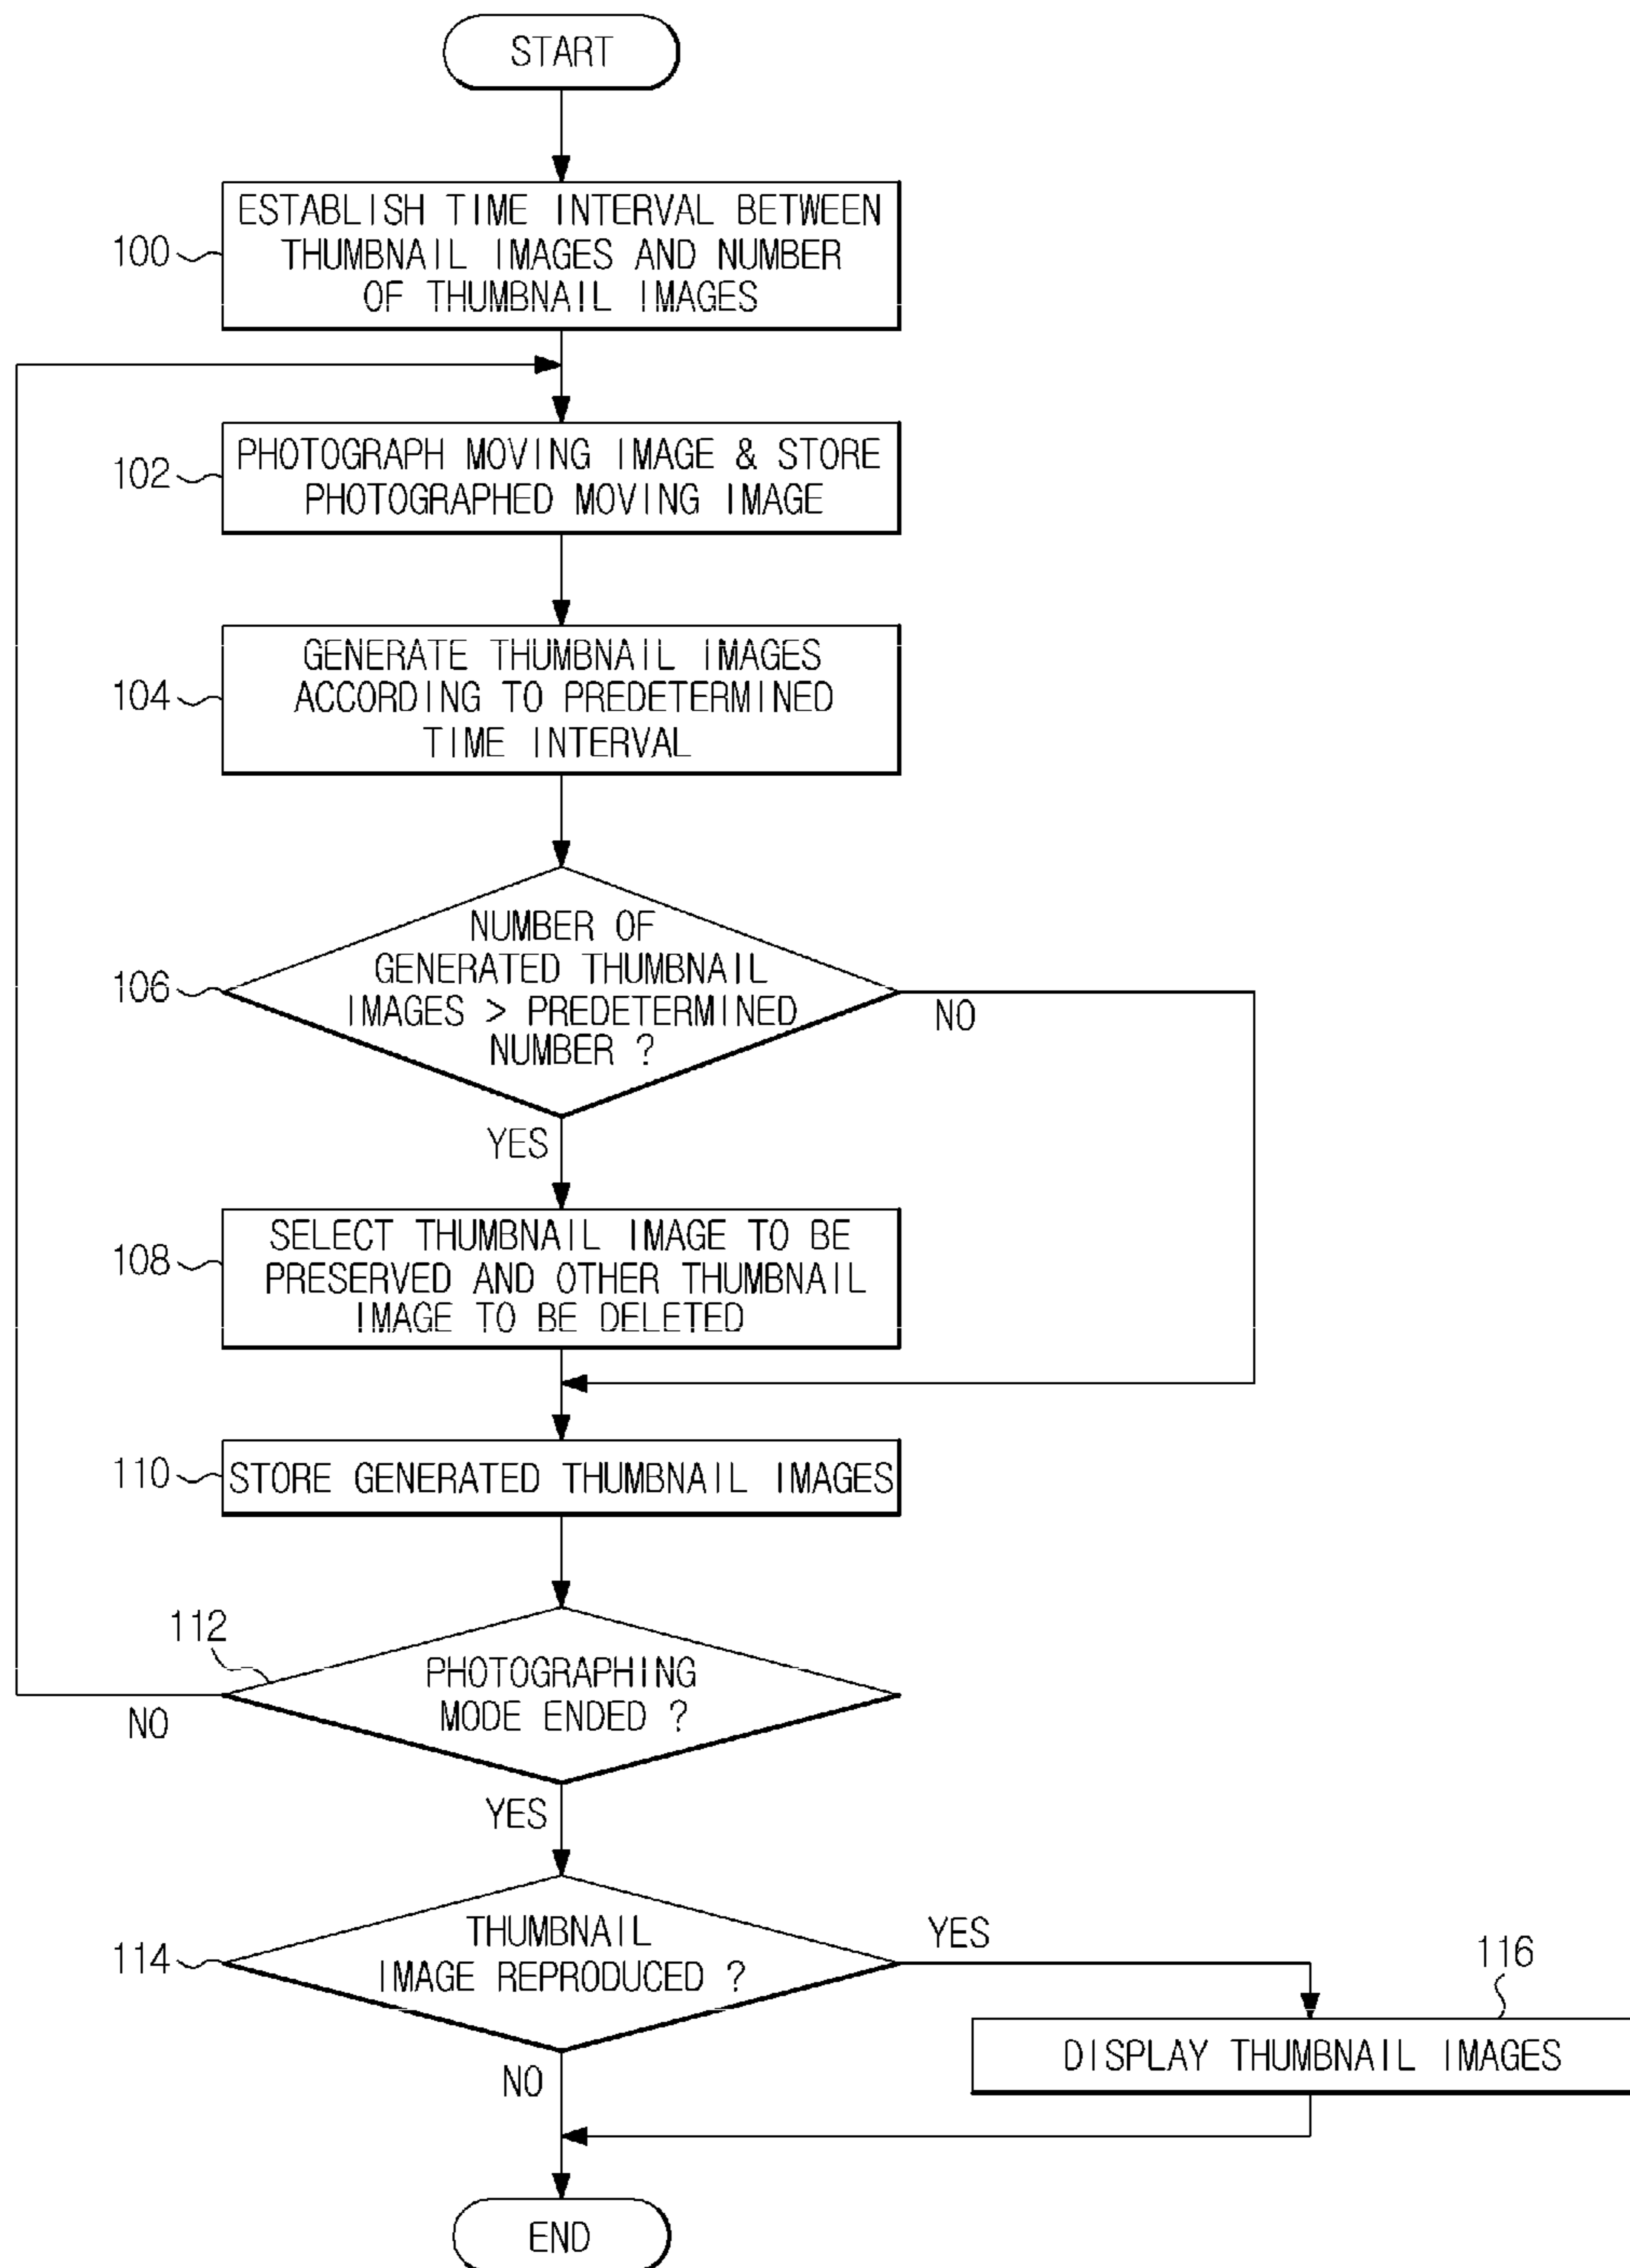 START
ESTABLISH TIME INTERVAL BETWEEN
THUMBNAIL IMAGES AND NUMBER
OF THUMBNAIL IMAGES
100
PHOTOGRAPH MOVING IMAGE & STORE
PHOTOGRAPHED MOVING IMAGE
102
GENERATE THUMBNAIL IMAGES
ACCORDING TO PREDETERMINED
TIME INTERVAL
104
NUMBER OF
GENERATED THUMBNAIL
IMAGES > PREDETERMINED
NUMBER ?
106
NO
YES
SELECT THUMBNAIL IMAGE TO BE
PRESERVED AND OTHER THUMBNAIL
IMAGE TO BE DELETED
108
STORE GENERATED THUMBNAIL IMAGES
110
112
PHOTOGRAPHING
MODE ENDED ?
NO
YES
THUMBNAIL
IMAGE REPRODUCED ?
114
YES
116
DISPLAY THUMBNAIL IMAGES
NO
END